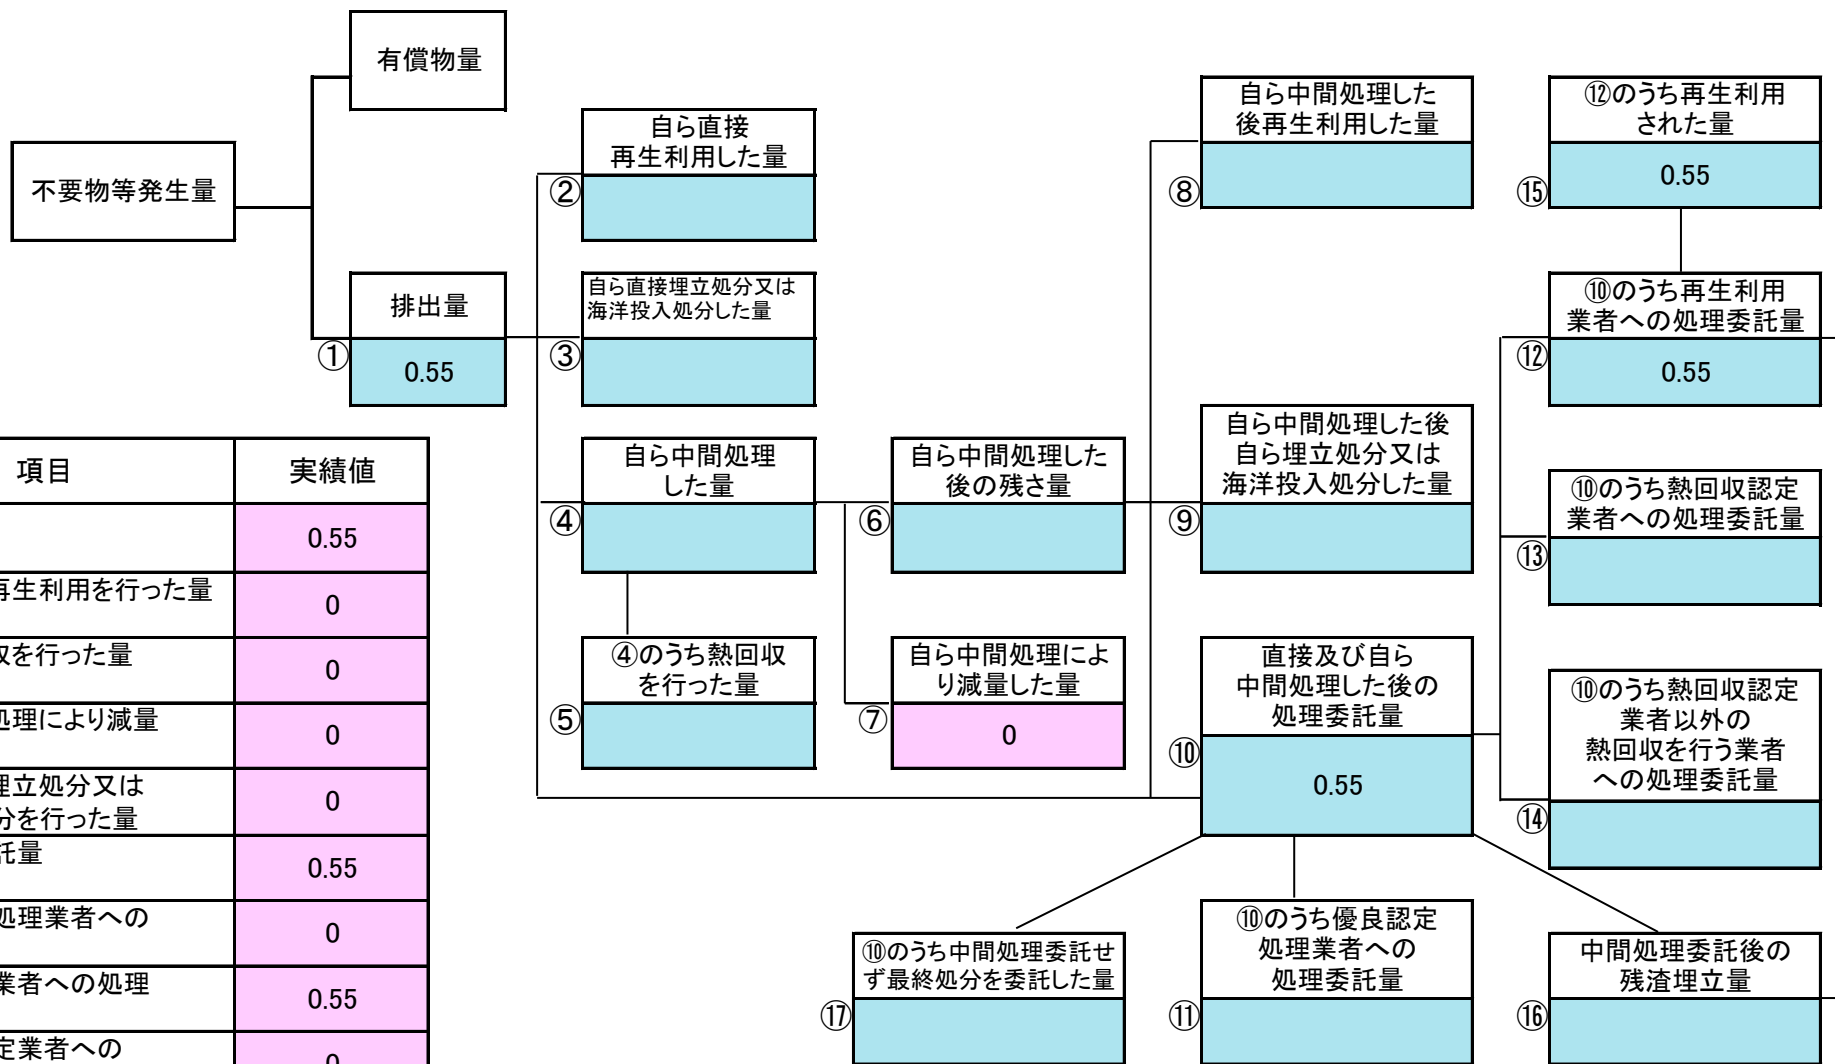 有償物量
不要物等発生量
排出量
①
0.55
自ら直接
再生利用した量
②
自ら直接埋立処分又は
海洋投入処分した量
③
自ら中間処理
した量
④
④のうち熱回収
を行った量
⑤
自ら中間処理した
後の残さ量
⑥
自ら中間処理によ
り減量した量
⑦
0
自ら中間処理した
後再生利用した量
⑧
自ら中間処理した後
自ら埋立処分又は
海洋投入処分した量
⑨
直接及び自ら
中間処理した後の
処理委託量
⑩
0.55
⑫のうち再生利用
された量
⑮
0.55
⑩のうち再生利用
業者への処理委託量
⑫
0.55
⑩のうち熱回収認定
業者への処理委託量
⑬
⑩のうち熱回収認定
業者以外の
熱回収を行う業者
への処理委託量
⑭
⑩のうち中間処理委託せ
ず最終処分を委託した量
⑰
⑩のうち優良認定
処理業者への
処理委託量
⑪
中間処理委託後の
残渣埋立量
⑯
項目 実績値
0.55
再生利用を行った量 0
収を行った量 0
処理により減量 0
埋立処分又は
分を行った量 0
託量 0.55
処理業者への 0
業者への処理 0.55
定業者への 0